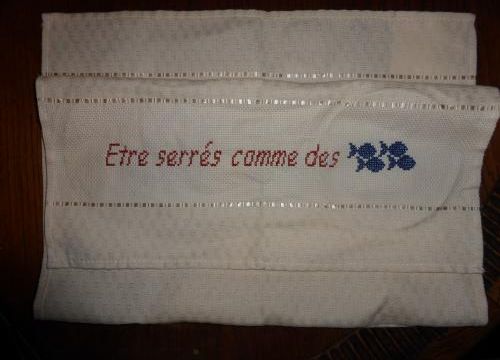 Etre serrés comme des